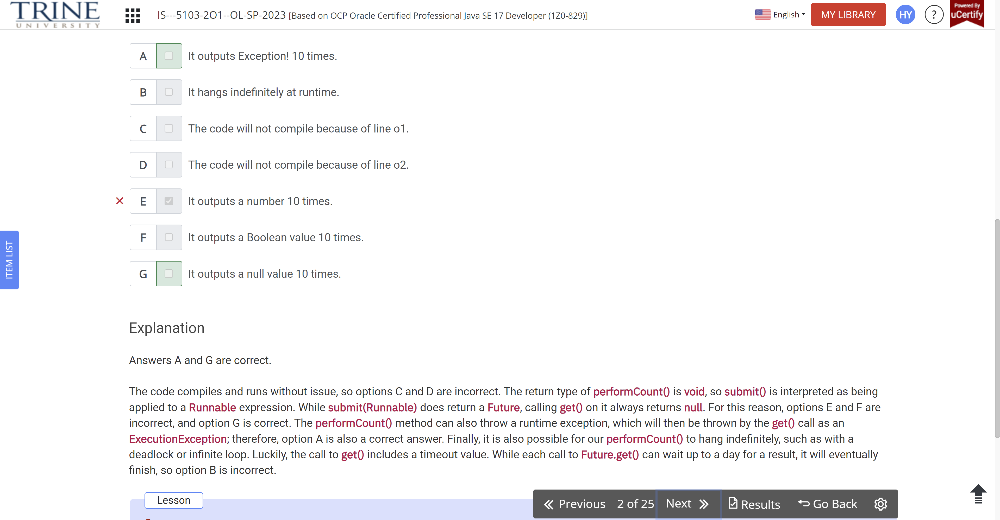 TRINE
UNIVERSITY
IS---5103-2O1--OL-SP-2023 [Based on OCP Oracle Certified Professional Java SE 17 Developer (1Z0-829)]
English
MY LIBRARY
HY
?
Powered By
uCertify
A It outputs Exception! 10 times.
B It hangs indefinitely at runtime.
C The code will not compile because of line o1.
D The code will not compile because of line o2.
E It outputs a number 10 times.
F It outputs a Boolean value 10 times.
G It outputs a null value 10 times.
ITEM LIST
Explanation
Answers A and G are correct.
The code compiles and runs without issue, so options C and D are incorrect. The return type of performCount() is void, so submit() is interpreted as being
applied to a Runnable expression. While submit(Runnable) does return a Future, calling get() on it always returns null. For this reason, options E and F are
incorrect, and option G is correct. The performCount() method can also throw a runtime exception, which will then be thrown by the get() call as an
ExecutionException; therefore, option A is also a correct answer. Finally, it is also possible for our performCount() to hang indefinitely, such as with a
deadlock or infinite loop. Luckily, the call to get() includes a timeout value. While each call to Future.get() can wait up to a day for a result, it will eventually
finish, so option B is incorrect.
Lesson
Previous 2 of 25 Next Results Go Back